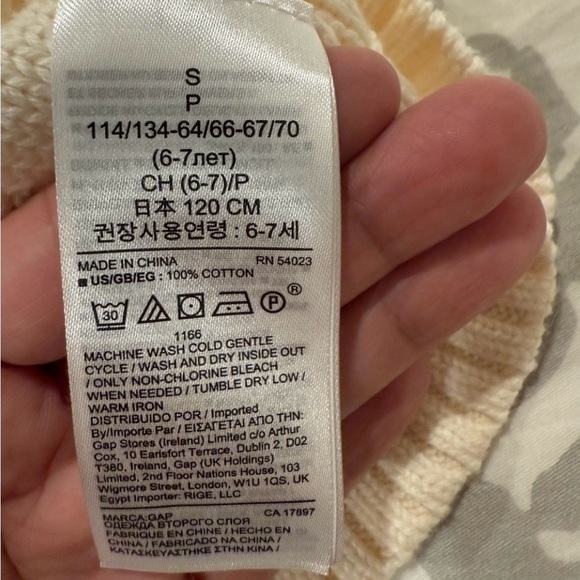 S
P
114/134-64/66-67/70
(6-7лет)
CH (6-7)/P
日本 120 CM
권장사용연령 : 6-7세
MADE IN CHINA RN 54023
US/GB/EG : 100% COTTON
30 P ®
1166
MACHINE WASH COLD GENTLE
CYCLE / WASH AND DRY INSIDE OUT
/ ONLY NON-CHLORINE BLEACH
WHEN NEEDED / TUMBLE DRY LOW /
WARM IRON
DISTRIBUIDO POR / Imported
By/Importe Par / ΕΙΣΑΓΕΤΑΙ ΑΠΟ ΤΗΝ:
Gap Stores (Ireland) Limited c/o Arthur
Cox, 10 Earlsfort Terrace, Dublin 2, D02
T380, Ireland, Gap (UK Holdings)
Limited, 2nd Floor Nations House, 103
Wigmore Street, London, W1U 1QS, UK
Egypt Importer: RIGE, LLC
MARCA:GAP CA 17897
ОДЕЖДА ВТОРОГО СЛОЯ
FABRIQUE EN CHINE / HECHO EN
CHINA / FABRICADO NA CHINA /
ΚΑΤΑΣΚΕΥΑΣΤΗΚΕ ΣΤΗΝ ΚΙΝΑ /